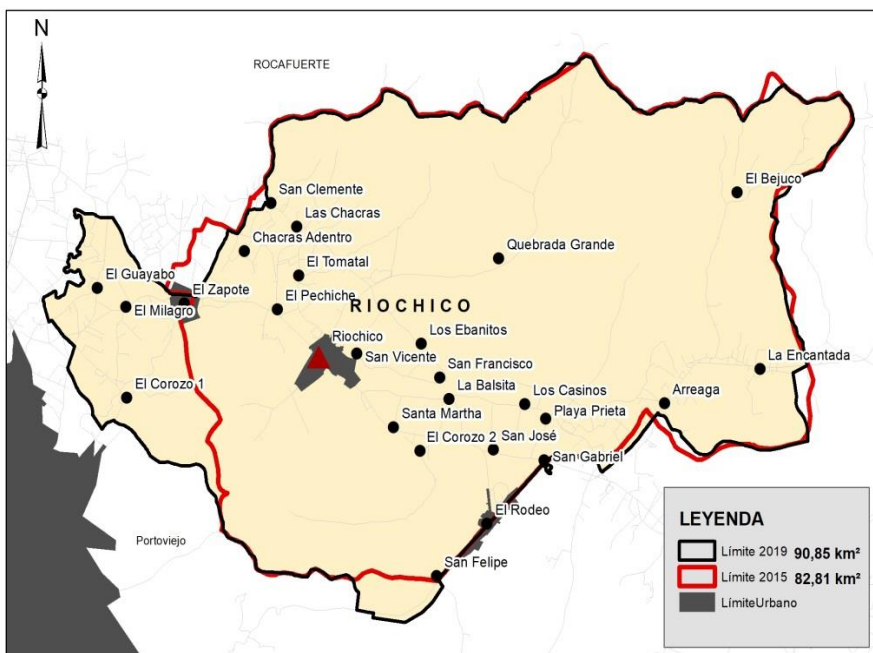 N
ROCAFUERTE
San Clemente
El Bejuco
Las Chacras
Chacras Adentro
Quebrada Grande
El Tomatal
El Guayabo
El Zapote
El Milagro
El Pechiche
RIOCHICO
Riochico
Los Ebanitos
San Vicente
San Francisco
La Encantada
La Balsita
El Corozo 1
Los Casinos
Arreaga
Playa Prieta
Santa Martha
El Corozo 2
San José
San Gabriel
El Rodeo
Portoviejo
San Felipe
LEYENDA
Límite 2019 90,85 km²
Límite 2015 82,81 km²
LímiteUrbano